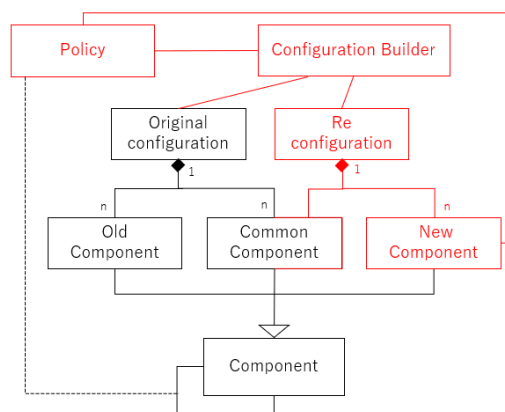 Policy
Configuration Builder
Original
configuration
Re
configuration
1
1
n
n
n
Old
Component
Common
Component
New
Component
Component